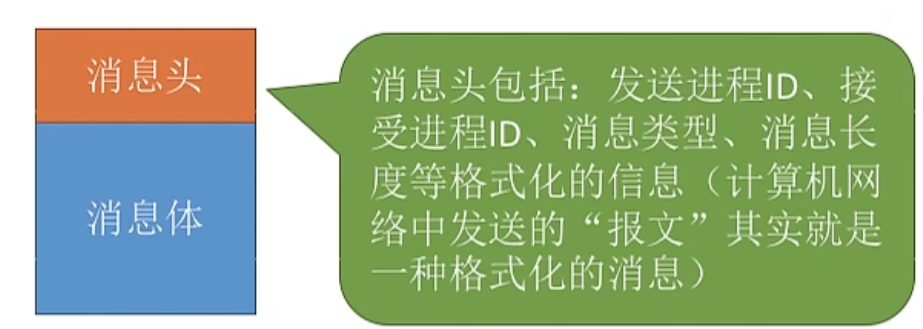 消息头
消息体
消息头包括：发送进程ID、接
受进程ID、消息类型、消息长
度等格式化的信息（计算机网
络中发送的“报文”其实就是
一种格式化的消息）